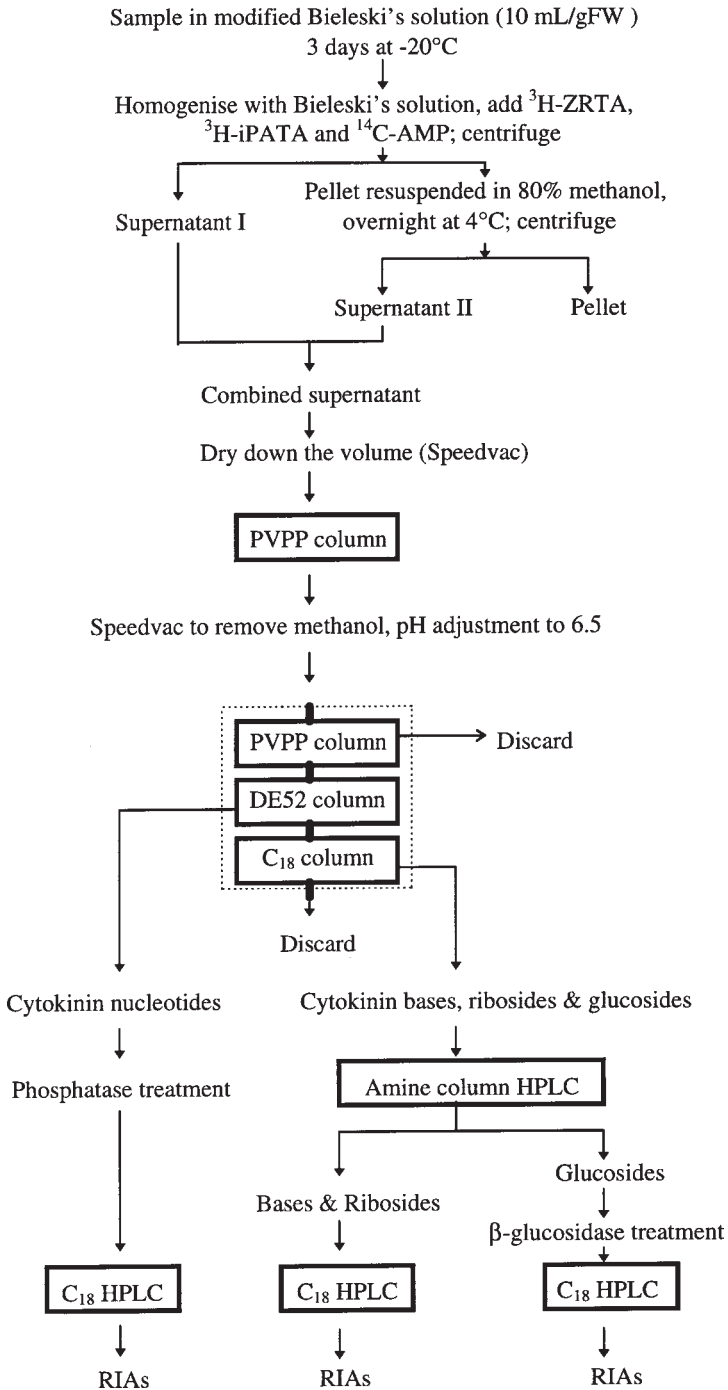 Sample in modified Bieleski's solution (10 mL/gFW )
3 days at -20°C
Homogenise with Bieleski's solution, add ³H-ZRTA,
³H-iPATA and ¹⁴C-AMP; centrifuge
Supernatant I
Pellet resuspended in 80% methanol,
overnight at 4°C; centrifuge
Supernatant II
Pellet
Combined supernatant
Dry down the volume (Speedvac)
PVPP column
Speedvac to remove methanol, pH adjustment to 6.5
PVPP column
Discard
DE52 column
C₁₈ column
Discard
Cytokinin nucleotides
Cytokinin bases, ribosides & glucosides
Phosphatase treatment
Amine column HPLC
Glucosides
Bases & Ribosides
β-glucosidase treatment
C₁₈ HPLC
C₁₈ HPLC
C₁₈ HPLC
RIAs
RIAs
RIAs